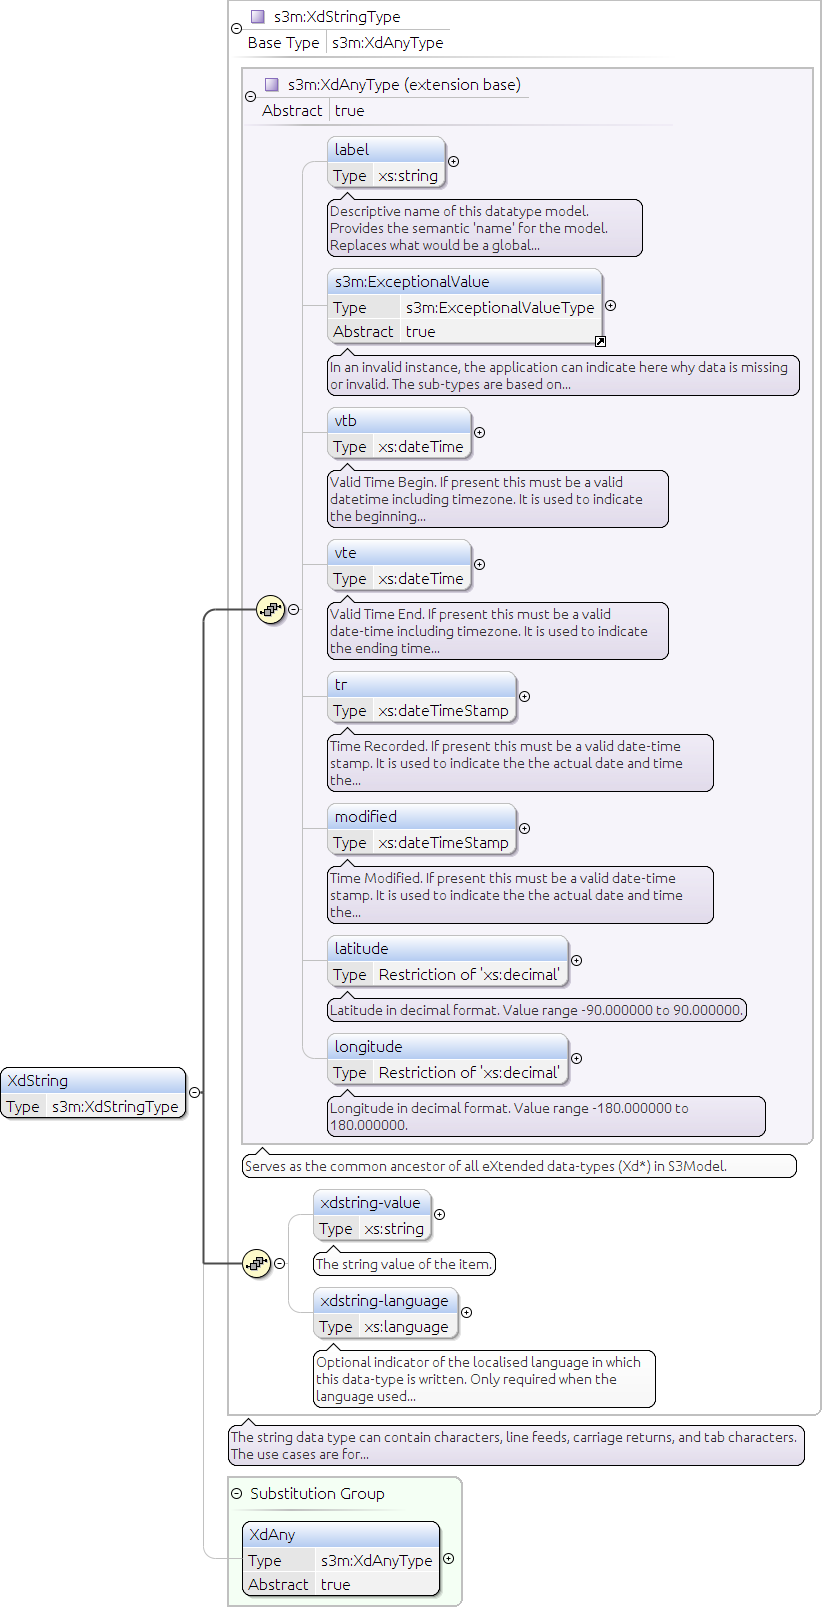 s3m:XdStringType
Base Type s3m:XdAnyType
s3m:XdAnyType (extension base)
Abstract true
label
Type xs:string
Descriptive name of this datatype model.
Provides the semantic 'name' for the model.
Replaces what would be a global...
s3m:ExceptionalValue
Type s3m:ExceptionalValueType
Abstract true
In an invalid instance, the application can indicate here why data is missing
or invalid. The sub-types are based on...
vtb
Type xs:dateTime
Valid Time Begin. If present this must be a valid
datetime including timezone. It is used to indicate
the beginning...
vte
Type xs:dateTime
Valid Time End. If present this must be a valid
date-time including timezone. It is used to indicate
the ending time...
tr
Type xs:dateTimeStamp
Time Recorded. If present this must be a valid date-time
stamp. It is used to indicate the the actual date and time
the...
modified
Type xs:dateTimeStamp
Time Modified. If present this must be a valid date-time
stamp. It is used to indicate the the actual date and time
the...
latitude
Type Restriction of 'xs:decimal'
Latitude in decimal format. Value range -90.000000 to 90.000000.
longitude
Type Restriction of 'xs:decimal'
Longitude in decimal format. Value range -180.000000 to
180.000000.
XdString
Type s3m:XdStringType
Serves as the common ancestor of all eXtended data-types (Xd*) in S3Model.
xdstring-value
Type xs:string
The string value of the item.
xdstring-language
Type xs:language
Optional indicator of the localised language in which
this data-type is written. Only required when the
language used...
The string data type can contain characters, line feeds, carriage returns, and tab characters.
The use cases are for...
Substitution Group
XdAny
Type s3m:XdAnyType
Abstract true